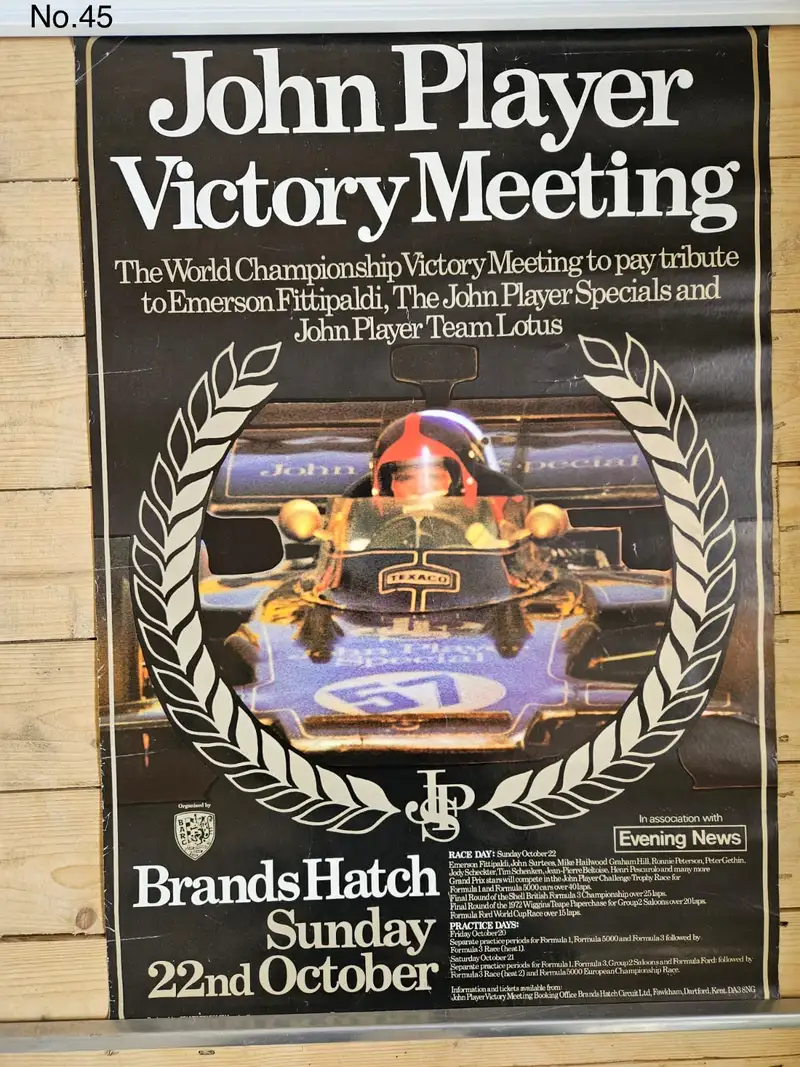 No.45
John Player
Victory Meeting
The World Championship Victory Meeting to pay tribute
to Emerson Fittipaldi, The John Player Specials and
John Player Team Lotus
John
pecial
TEXACO
John Player
Special
57
JPS
Organised by
BARC
In association with
Evening News
Brands Hatch
Sunday
22nd October
RACE DAY: Sunday October 22
Emerson Fittipaldi, John Surtees, Mike Hailwood Graham Hill, Ronnie Peterson, Peter Gethin,
Jody Scheckter, Tim Schenken, Jean-Pierre Beltoise, Henri Pescarolo and many more
Grand Prix stars will compete in the John Player Challenge Trophy Race for
Formula 1 and Formula 5000 cars over 40 laps.
Final Round of the Shell British Formula 3 Championship over 25 laps.
Final Round of the 1972 Wiggins Teape Paperchase for Group 2 Saloons over 20 laps.
Formula Ford World Cup Race over 15 laps.
PRACTICE DAYS:
Friday October 20
Separate practice periods for Formula 1, Formula 5000 and Formula 3 followed by
Formula 3 Race (heat 1).
Saturday October 21
Separate practice periods for Formula 1, Formula 3, Group 2 Saloons and Formula Ford: followed by
Formula 3 Race (heat 2) and Formula 5000 European Championship Race.
Information and tickets available from:
John Player Victory Meeting Booking Office Brands Hatch Circuit Ltd, Fawkham, Dartford, Kent. DA3 8NG